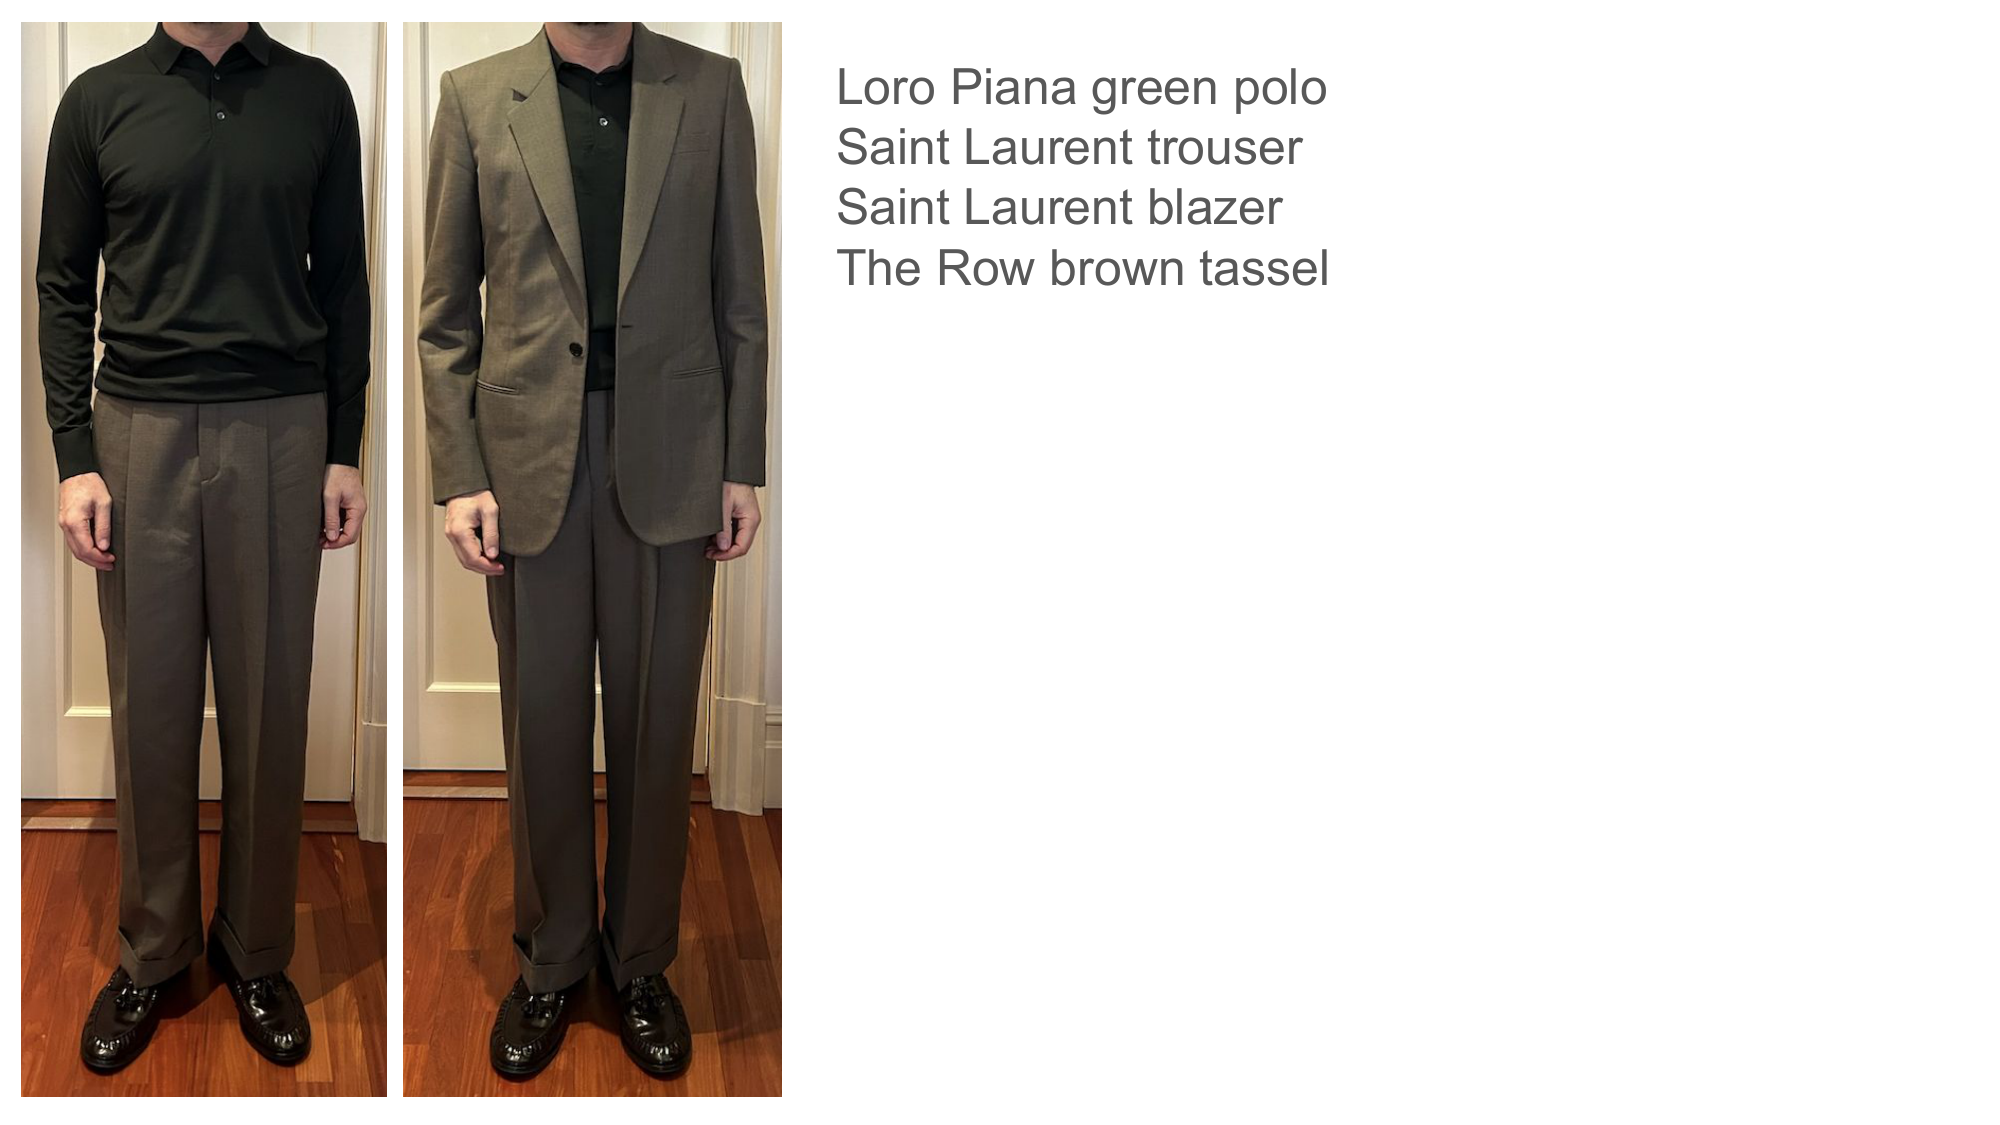 Loro Piana green polo
Saint Laurent trouser
Saint Laurent blazer
The Row brown tassel